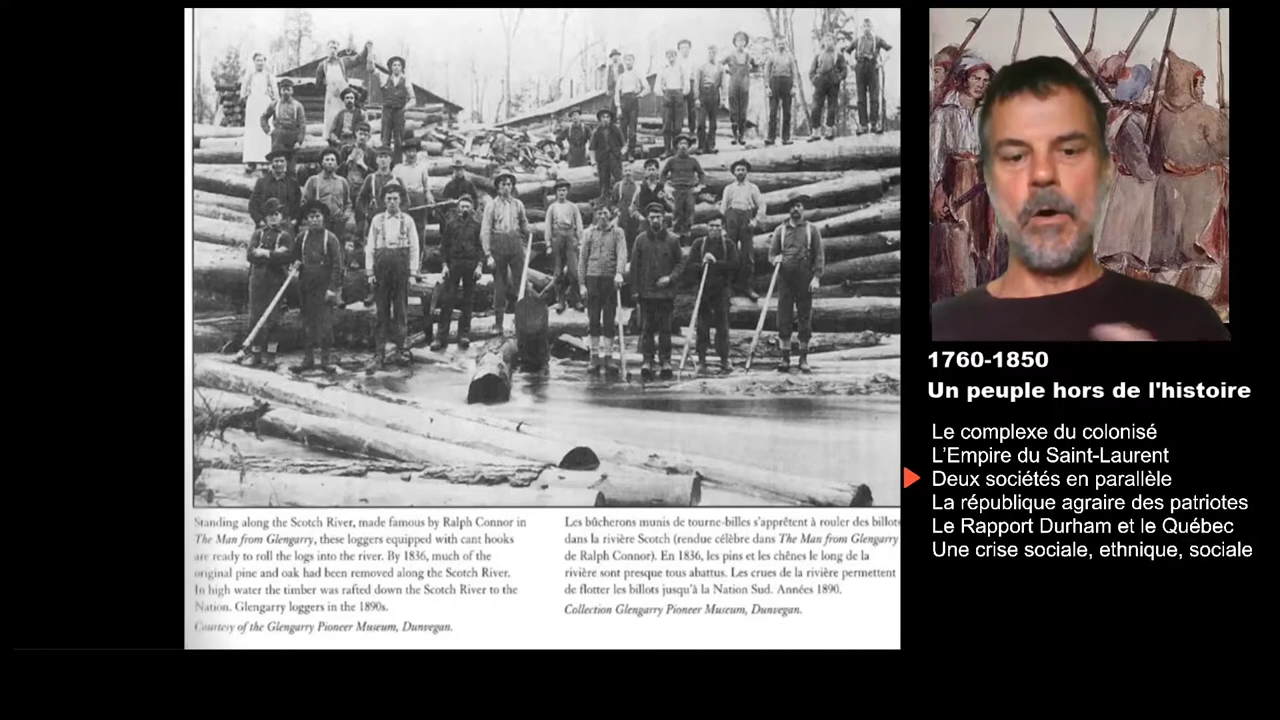 Standing along the Scotch River, made famous by Ralph Connor in
The Man from Glengarry, these loggers equipped with cant hooks
are ready to roll the logs into the river. By 1836, much of the
original pine and oak had been removed along the Scotch River.
In high water the timber was rafted down the Scotch River to the
Nation. Glengarry loggers in the 1890s.
Courtesy of the Glengarry Pioneer Museum, Dunvegan.
Les bûcherons munis de tourne-billes s'apprêtent à rouler des billots
dans la rivière Scotch (rendue célèbre dans The Man from Glengarry
de Ralph Connor). En 1836, les pins et les chênes le long de la
rivière sont presque tous abattus. Les crues de la rivière permettent
de flotter les billots jusqu'à la Nation Sud. Années 1890.
Collection Glengarry Pioneer Museum, Dunvegan.
1760-1850
Un peuple hors de l'histoire
Le complexe du colonisé
L'Empire du Saint-Laurent
Deux sociétés en parallèle
La république agraire des patriotes
Le Rapport Durham et le Québec
Une crise sociale, ethnique, sociale